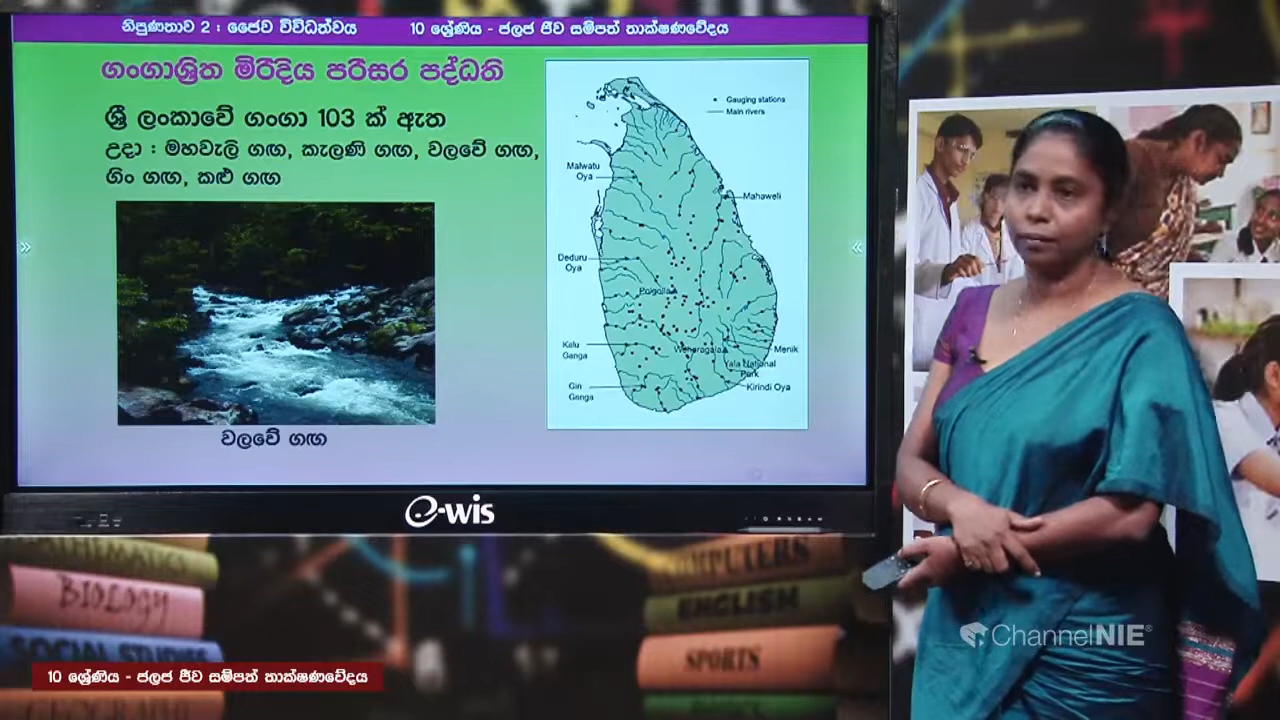 නිපුණතාව 2 : ජෛව විවිධත්වය 10 ශ්‍රේණිය - ජලජ ජීව සම්පත් තාක්ෂණවේදය
ගංගාශ්‍රිත මිරිදිය පරිසර පද්ධති
ශ්‍රී ලංකාවේ ගංගා 103 ක් ඇත
උදා : මහවැලි ගඟ, කැලණි ගඟ, වලවේ ගඟ,
ගිං ගඟ, කළු ගඟ
වලවේ ගඟ
Gauging stations
Main rivers
Malwatu
Oya
Mahaweli
Deduru
Oya
Polgolla
Kalu
Ganga
Weheragala
Menik
Yala National
Park
Gin
Ganga
Kirindi Oya
e-wis
MATHEMATICS
BIOLOGY
SOCIAL STUDIES
COMPUTERS
ENGLISH
SPORTS
ChannelNIE®
10 ශ්‍රේණිය - ජලජ ජීව සම්පත් තාක්ෂණවේදය